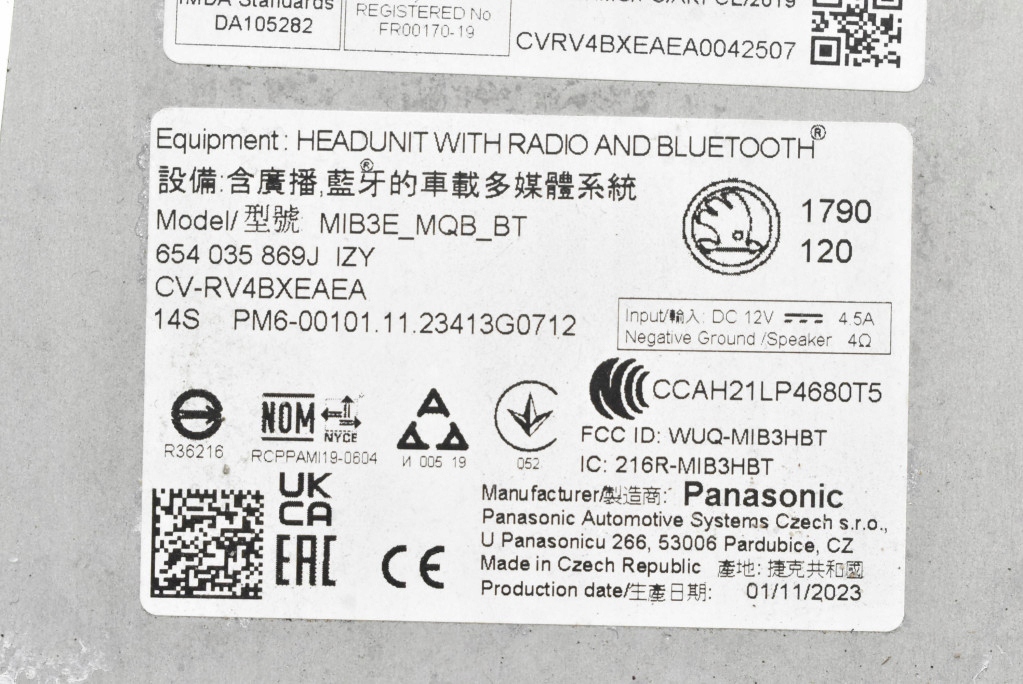 IMDA Standards
DA105282
REGISTERED No
FR00170-19
CVRV4BXEAEA0042507
Equipment: HEADUNIT WITH RADIO AND BLUETOOTH®
設備:含廣播,藍牙®的車載多媒體系統
Model/型號 MIB3E_MQB_BT
654 035 869J IZY
CV-RV4BXEAEA
14S PM6-00101.11.23413G0712
1790
120
Input/輸入: DC 12V 4.5A
Negative Ground /Speaker 4Ω
CCAH21LP4680T5
FCC ID: WUQ-MIB3HBT
IC: 216R-MIB3HBT
R36216
NOM
NYCE
RCPPAMI19-0604
И 005 19
052
UK
CA
EAC
CE
Manufacturer/製造商: Panasonic
Panasonic Automotive Systems Czech s.r.o.,
U Panasonicu 266, 53006 Pardubice, CZ
Made in Czech Republic 產地: 捷克共和國
Production date/生產日期: 01/11/2023